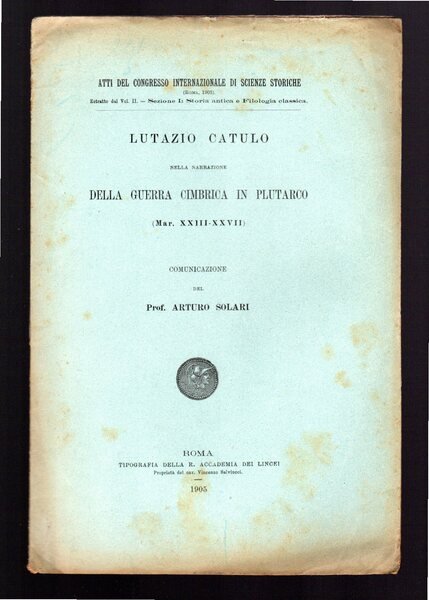 ATTI DEL CONGRESSO INTERNAZIONALE DI SCIENZE STORICHE
(ROMA, 1903).
Estratto dal Vol. II. — Sezione I: Storia antica e Filologia classica.
LUTAZIO CATULO
NELLA NARRAZIONE
DELLA GUERRA CIMBRICA IN PLUTARCO
(Mar. XXIII-XXVII)
COMUNICAZIONE
DEL
Prof. ARTURO SOLARI
ROMA
TIPOGRAFIA DELLA R. ACCADEMIA DEI LINCEI
Proprietà del cav. Vincenzo Salviucci.
1905